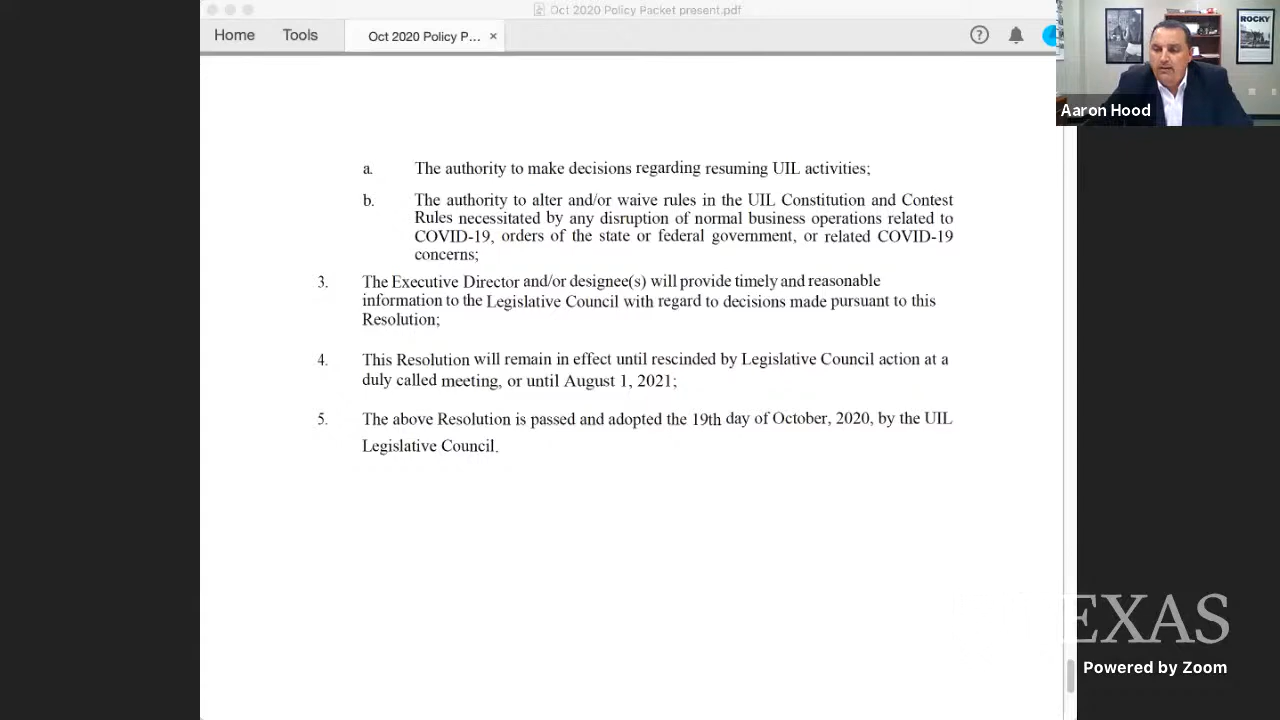 Oct 2020 Policy Packet present.pdf
Home Tools Oct 2020 Policy P... ×
ROCKY
Aaron Hood
a. The authority to make decisions regarding resuming UIL activities;
b. The authority to alter and/or waive rules in the UIL Constitution and Contest
Rules necessitated by any disruption of normal business operations related to
COVID-19, orders of the state or federal government, or related COVID-19
concerns;
3. The Executive Director and/or designee(s) will provide timely and reasonable
information to the Legislative Council with regard to decisions made pursuant to this
Resolution;
4. This Resolution will remain in effect until rescinded by Legislative Council action at a
duly called meeting, or until August 1, 2021;
5. The above Resolution is passed and adopted the 19th day of October, 2020, by the UIL
Legislative Council.
EXAS
Powered by Zoom